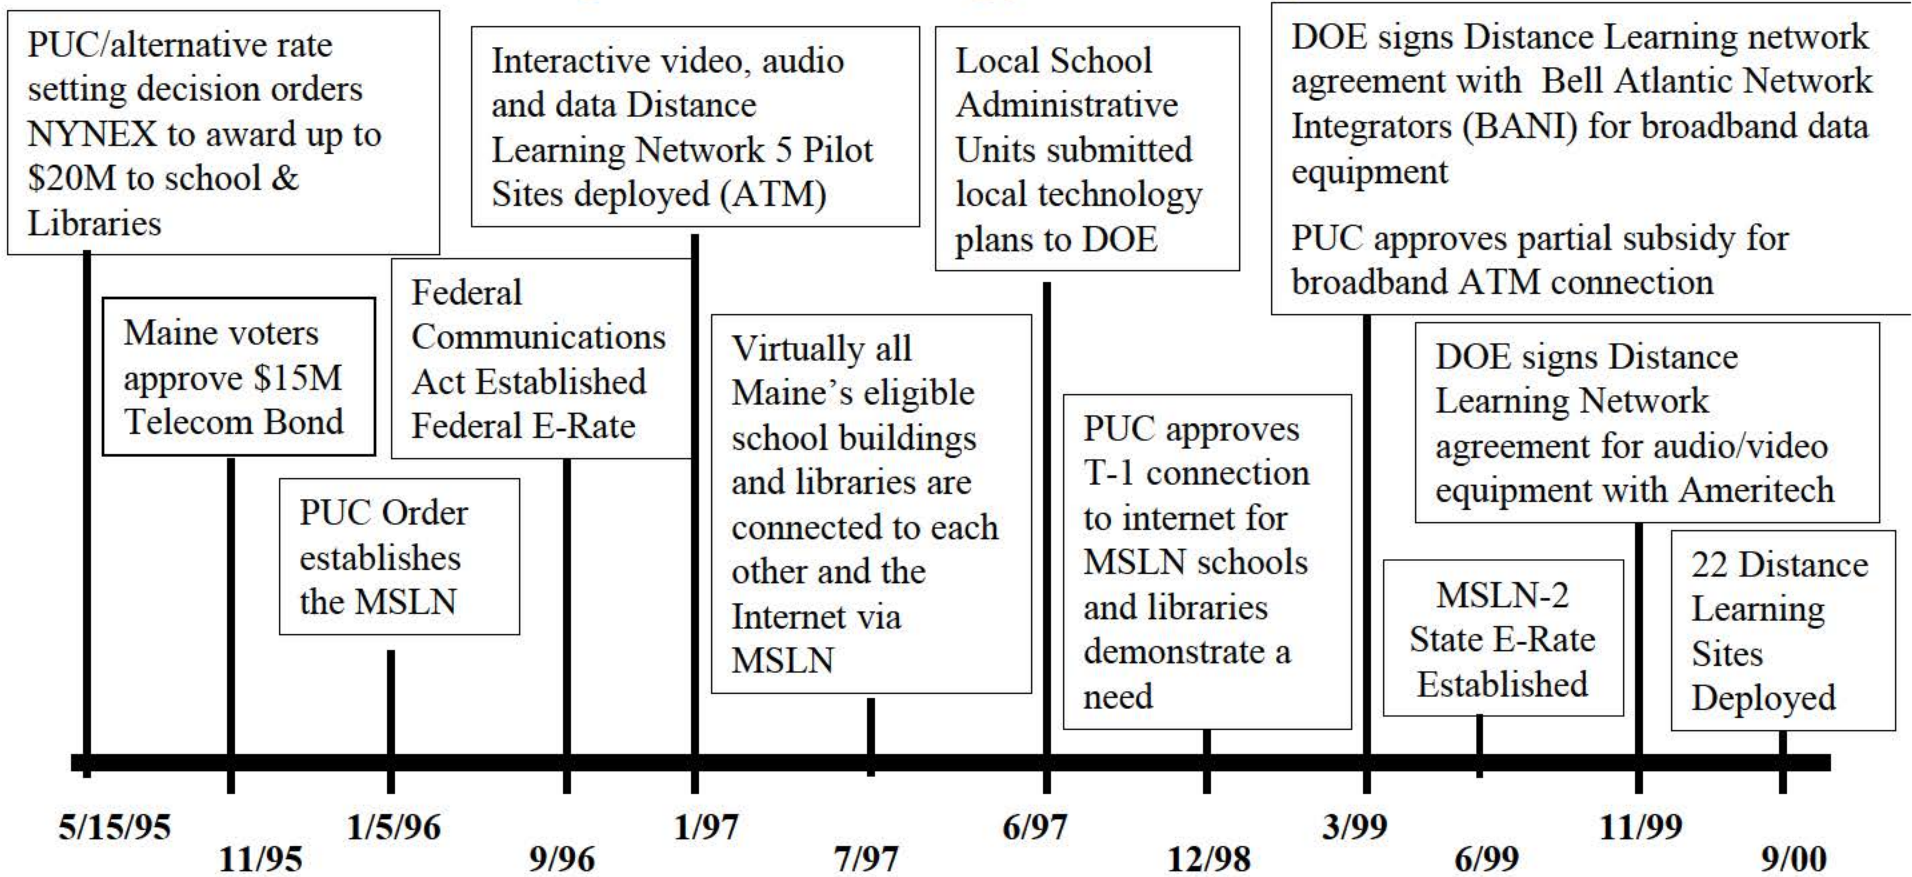 PUC/alternative rate
setting decision orders
NYNEX to award up to
$20M to school &
Libraries
Maine voters
approve $15M
Telecom Bond
PUC Order
establishes
the MSLN
Federal
Communications
Act Established
Federal E-Rate
Interactive video, audio
and data Distance
Learning Network 5 Pilot
Sites deployed (ATM)
Virtually all
Maine’s eligible
school buildings
and libraries are
connected to each
other and the
Internet via
MSLN
Local School
Administrative
Units submitted
local technology
plans to DOE
PUC approves
T-1 connection
to internet for
MSLN schools
and libraries
demonstrate a
need
DOE signs Distance Learning network
agreement with Bell Atlantic Network
Integrators (BANI) for broadband data
equipment
PUC approves partial subsidy for
broadband ATM connection
MSLN-2
State E-Rate
Established
DOE signs Distance
Learning Network
agreement for audio/video
equipment with Ameritech
22 Distance
Learning
Sites
Deployed
5/15/95
11/95
1/5/96
9/96
1/97
7/97
6/97
12/98
3/99
6/99
11/99
9/00